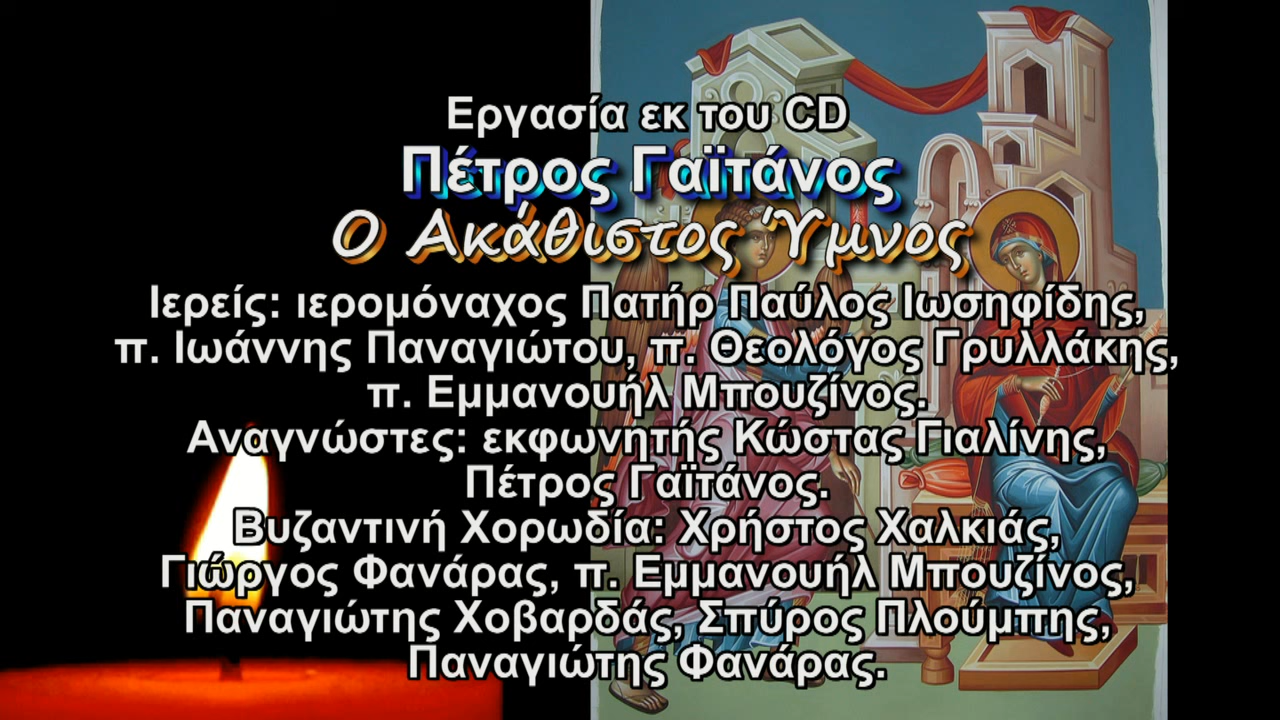 Εργασία εκ του CD
Πέτρος Γαϊτάνος
Ο Ακάθιστος Ύμνος
Ιερείς: ιερομόναχος Πατήρ Παύλος Ιωσηφίδης,
π. Ιωάννης Παναγιώτου, π. Θεολόγος Γρυλλάκης,
π. Εμμανουήλ Μπουζίνος.
Αναγνώστες: εκφωνητής Κώστας Γιαλίνης,
Πέτρος Γαϊτάνος.
Βυζαντινή Χορωδία: Χρήστος Χαλκιάς,
Γιώργος Φανάρας, π. Εμμανουήλ Μπουζίνος,
Παναγιώτης Χοβαρδάς, Σπύρος Πλούμπης,
Παναγιώτης Φανάρας.